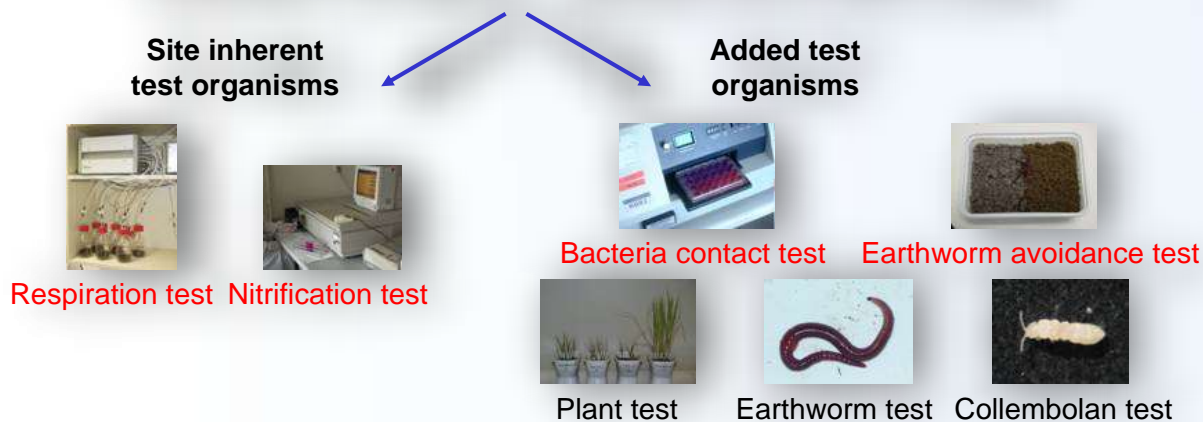 Site inherent
test organisms
Added test
organisms
Respiration test
Nitrification test
Bacteria contact test
Earthworm avoidance test
Plant test
Earthworm test
Collembolan test